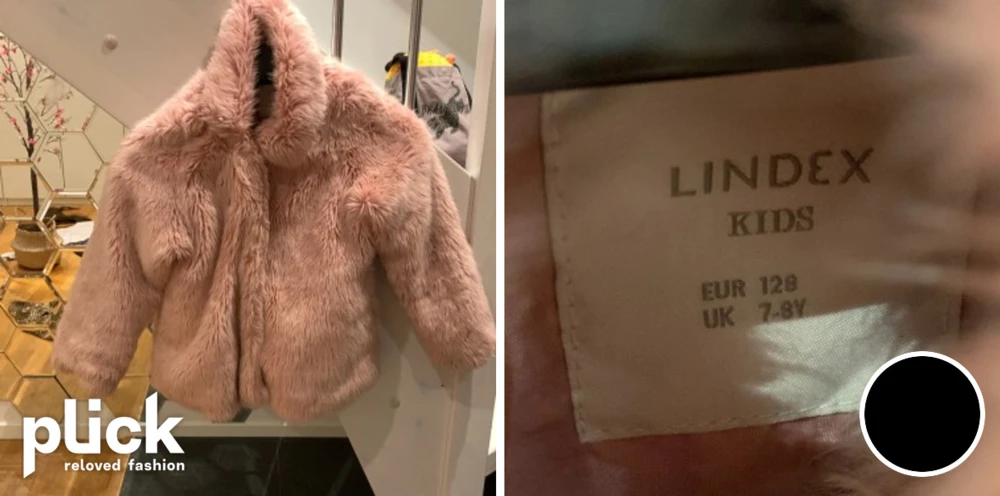 plick
reloved fashion
LINDEX
KIDS
EUR 128
UK 7-8Y